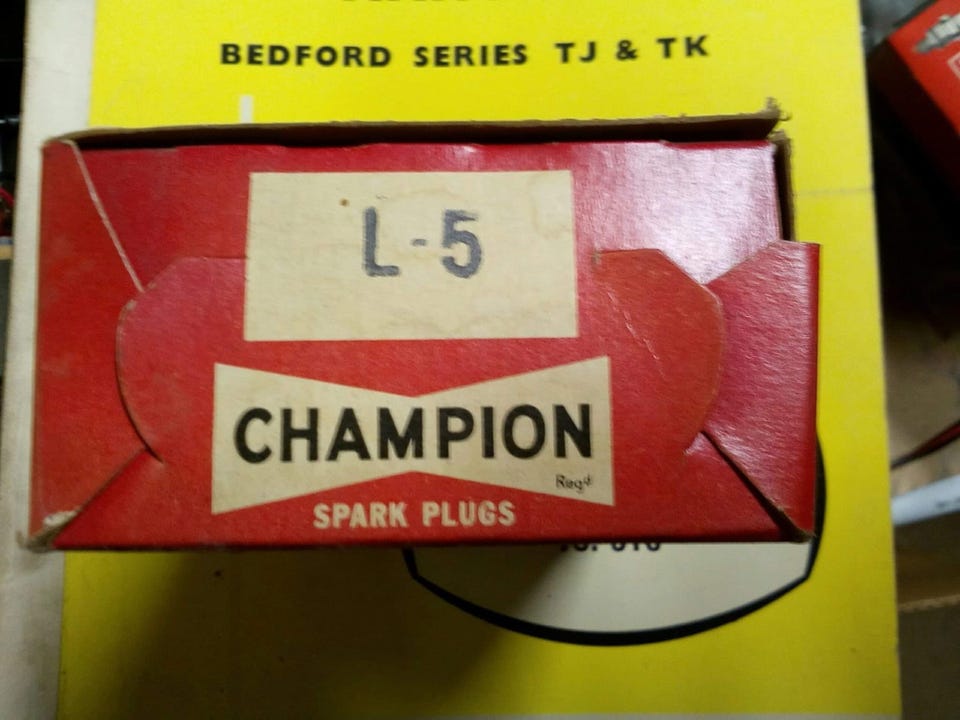 BEDFORD SERIES TJ & TK
L-5
CHAMPION
Regd
SPARK PLUGS